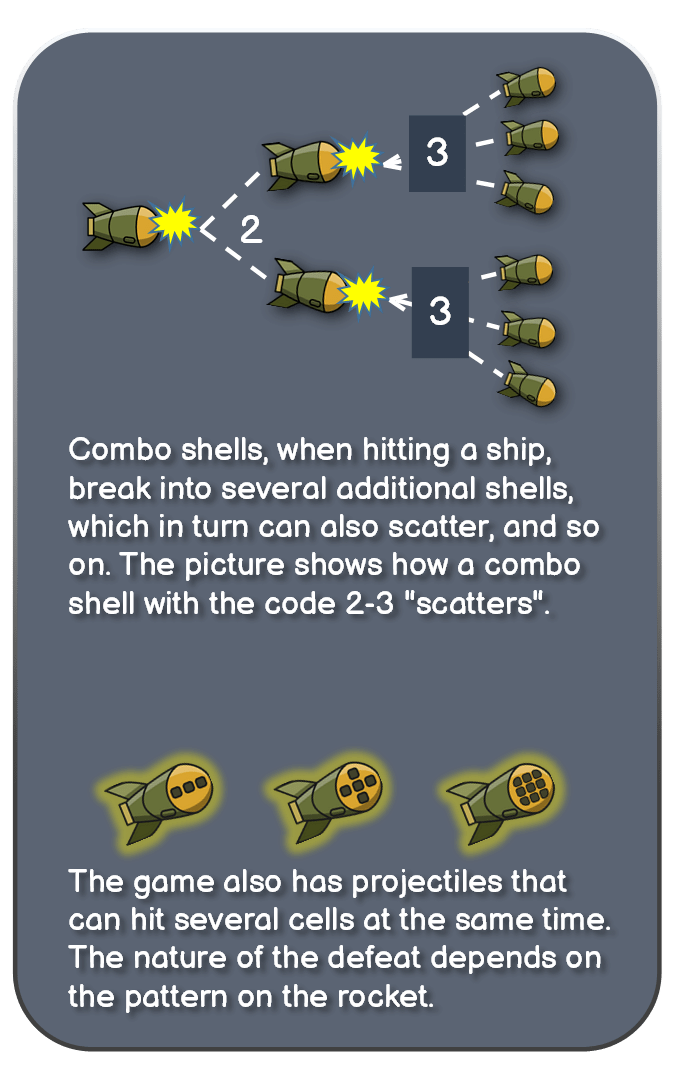 3
2
3
Combo shells, when hitting a ship,
break into several additional shells,
which in turn can also scatter, and so
on. The picture shows how a combo
shell with the code 2-3 "scatters".
The game also has projectiles that
can hit several cells at the same time.
The nature of the defeat depends on
the pattern on the rocket.